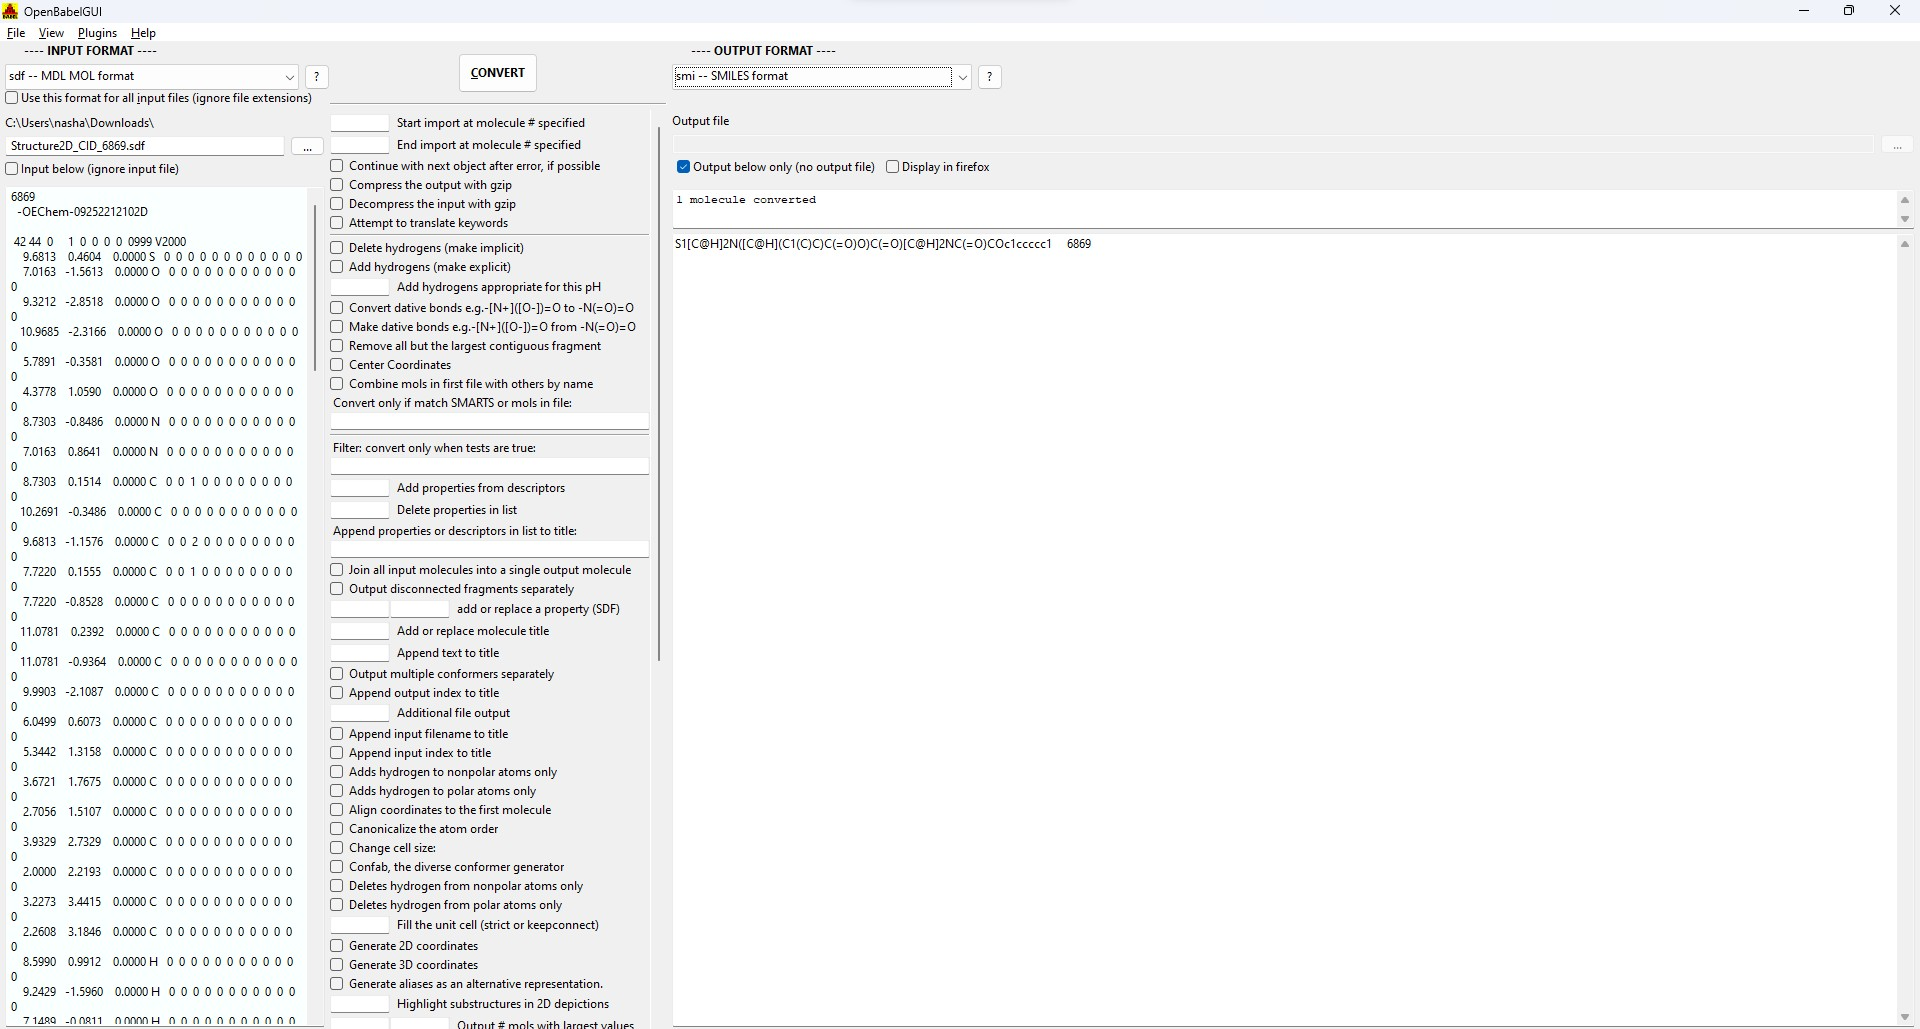 OpenBabelGUI
File View Plugins Help
---- INPUT FORMAT ----
sdf -- MDL MOL format
?
Use this format for all input files (ignore file extensions)
C:\Users\nasha\Downloads\
Structure2D_CID_6869.sdf
...
Input below (ignore input file)
6869
-OEChem-09252212102D
42 44 0 1 0 0 0 0 0999 V2000
9.6813 0.4604 0.0000 S 0 0 0 0 0 0 0 0 0 0 0 0
7.0163 -1.5613 0.0000 O 0 0 0 0 0 0 0 0 0 0 0
0
9.3212 -2.8518 0.0000 O 0 0 0 0 0 0 0 0 0 0 0
0
10.9685 -2.3166 0.0000 O 0 0 0 0 0 0 0 0 0 0 0
0
5.7891 -0.3581 0.0000 O 0 0 0 0 0 0 0 0 0 0 0
0
4.3778 1.0590 0.0000 O 0 0 0 0 0 0 0 0 0 0 0
0
8.7303 -0.8486 0.0000 N 0 0 0 0 0 0 0 0 0 0 0
0
7.0163 0.8641 0.0000 N 0 0 0 0 0 0 0 0 0 0 0
0
8.7303 0.1514 0.0000 C 0 0 1 0 0 0 0 0 0 0 0
0
10.2691 -0.3486 0.0000 C 0 0 0 0 0 0 0 0 0 0 0
0
9.6813 -1.1576 0.0000 C 0 0 2 0 0 0 0 0 0 0 0
0
7.7220 0.1555 0.0000 C 0 0 1 0 0 0 0 0 0 0 0
0
7.7220 -0.8528 0.0000 C 0 0 0 0 0 0 0 0 0 0 0
0
11.0781 0.2392 0.0000 C 0 0 0 0 0 0 0 0 0 0 0
0
11.0781 -0.9364 0.0000 C 0 0 0 0 0 0 0 0 0 0 0
0
9.9903 -2.1087 0.0000 C 0 0 0 0 0 0 0 0 0 0 0
0
6.0499 0.6073 0.0000 C 0 0 0 0 0 0 0 0 0 0 0
0
5.3442 1.3158 0.0000 C 0 0 0 0 0 0 0 0 0 0 0
0
3.6721 1.7675 0.0000 C 0 0 0 0 0 0 0 0 0 0 0
0
2.7056 1.5107 0.0000 C 0 0 0 0 0 0 0 0 0 0 0
0
3.9329 2.7329 0.0000 C 0 0 0 0 0 0 0 0 0 0 0
0
2.0000 2.2193 0.0000 C 0 0 0 0 0 0 0 0 0 0 0
0
3.2273 3.4415 0.0000 C 0 0 0 0 0 0 0 0 0 0 0
0
2.2608 3.1846 0.0000 C 0 0 0 0 0 0 0 0 0 0 0
0
8.5990 0.9912 0.0000 H 0 0 0 0 0 0 0 0 0 0 0
0
9.2429 -1.5960 0.0000 H 0 0 0 0 0 0 0 0 0 0 0
0
7.1489 -0.0811 0.0000 H 0 0 0 0 0 0 0 0 0 0 0
CONVERT
Start import at molecule # specified
End import at molecule # specified
Continue with next object after error, if possible
Compress the output with gzip
Decompress the input with gzip
Attempt to translate keywords
Delete hydrogens (make implicit)
Add hydrogens (make explicit)
Add hydrogens appropriate for this pH
Convert dative bonds e.g.-[N+]([O-])=O to -N(=O)=O
Make dative bonds e.g.-[N+]([O-])=O from -N(=O)=O
Remove all but the largest contiguous fragment
Center Coordinates
Combine mols in first file with others by name
Convert only if match SMARTS or mols in file:
Filter: convert only when tests are true:
Add properties from descriptors
Delete properties in list
Append properties or descriptors in list to title:
Join all input molecules into a single output molecule
Output disconnected fragments separately
add or replace a property (SDF)
Add or replace molecule title
Append text to title
Output multiple conformers separately
Append output index to title
Additional file output
Append input filename to title
Append input index to title
Adds hydrogen to nonpolar atoms only
Adds hydrogen to polar atoms only
Align coordinates to the first molecule
Canonicalize the atom order
Change cell size:
Confab, the diverse conformer generator
Deletes hydrogen from nonpolar atoms only
Deletes hydrogen from polar atoms only
Fill the unit cell (strict or keepconnect)
Generate 2D coordinates
Generate 3D coordinates
Generate aliases as an alternative representation.
Highlight substructures in 2D depictions
Output # mols with largest values
---- OUTPUT FORMAT ----
smi -- SMILES format
?
Output file
...
Output below only (no output file) Display in firefox
1 molecule converted
S1[C@H]2N([C@H](C1(C)C)C(=O)O)C(=O)[C@H]2NC(=O)COc1ccccc1 6869